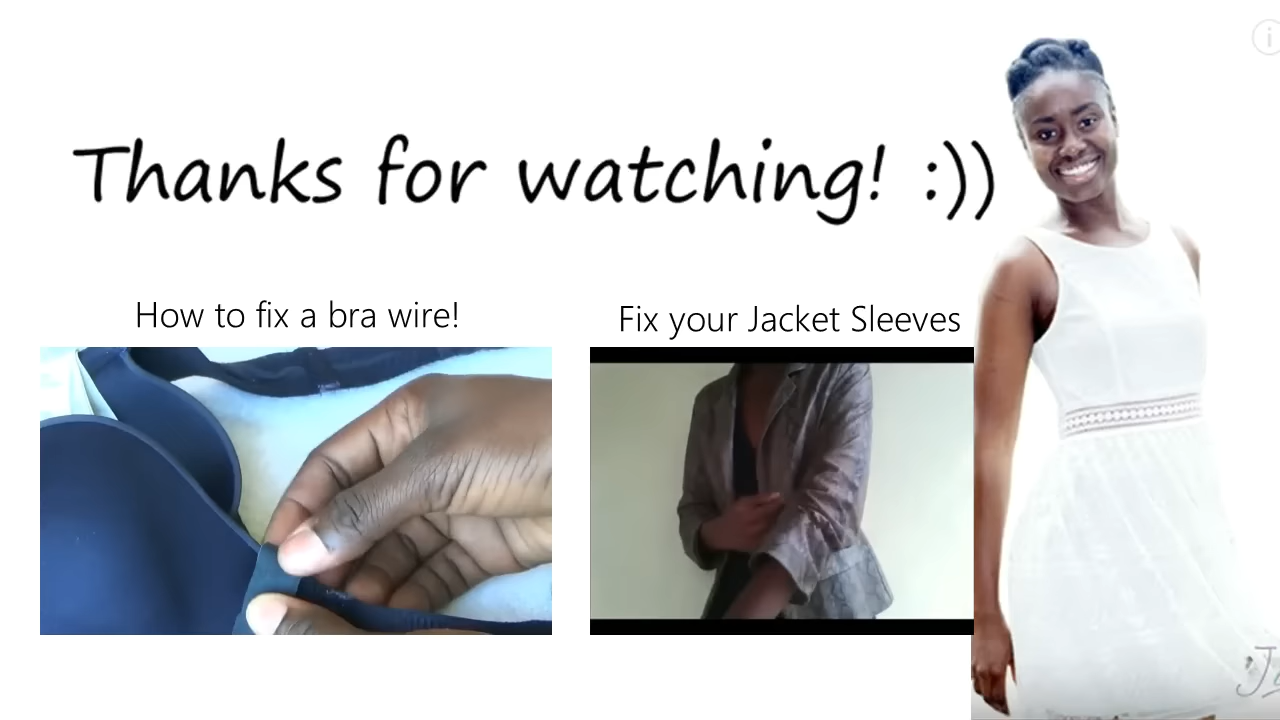 Thanks for watching! :))
How to fix a bra wire!
Fix your Jacket Sleeves